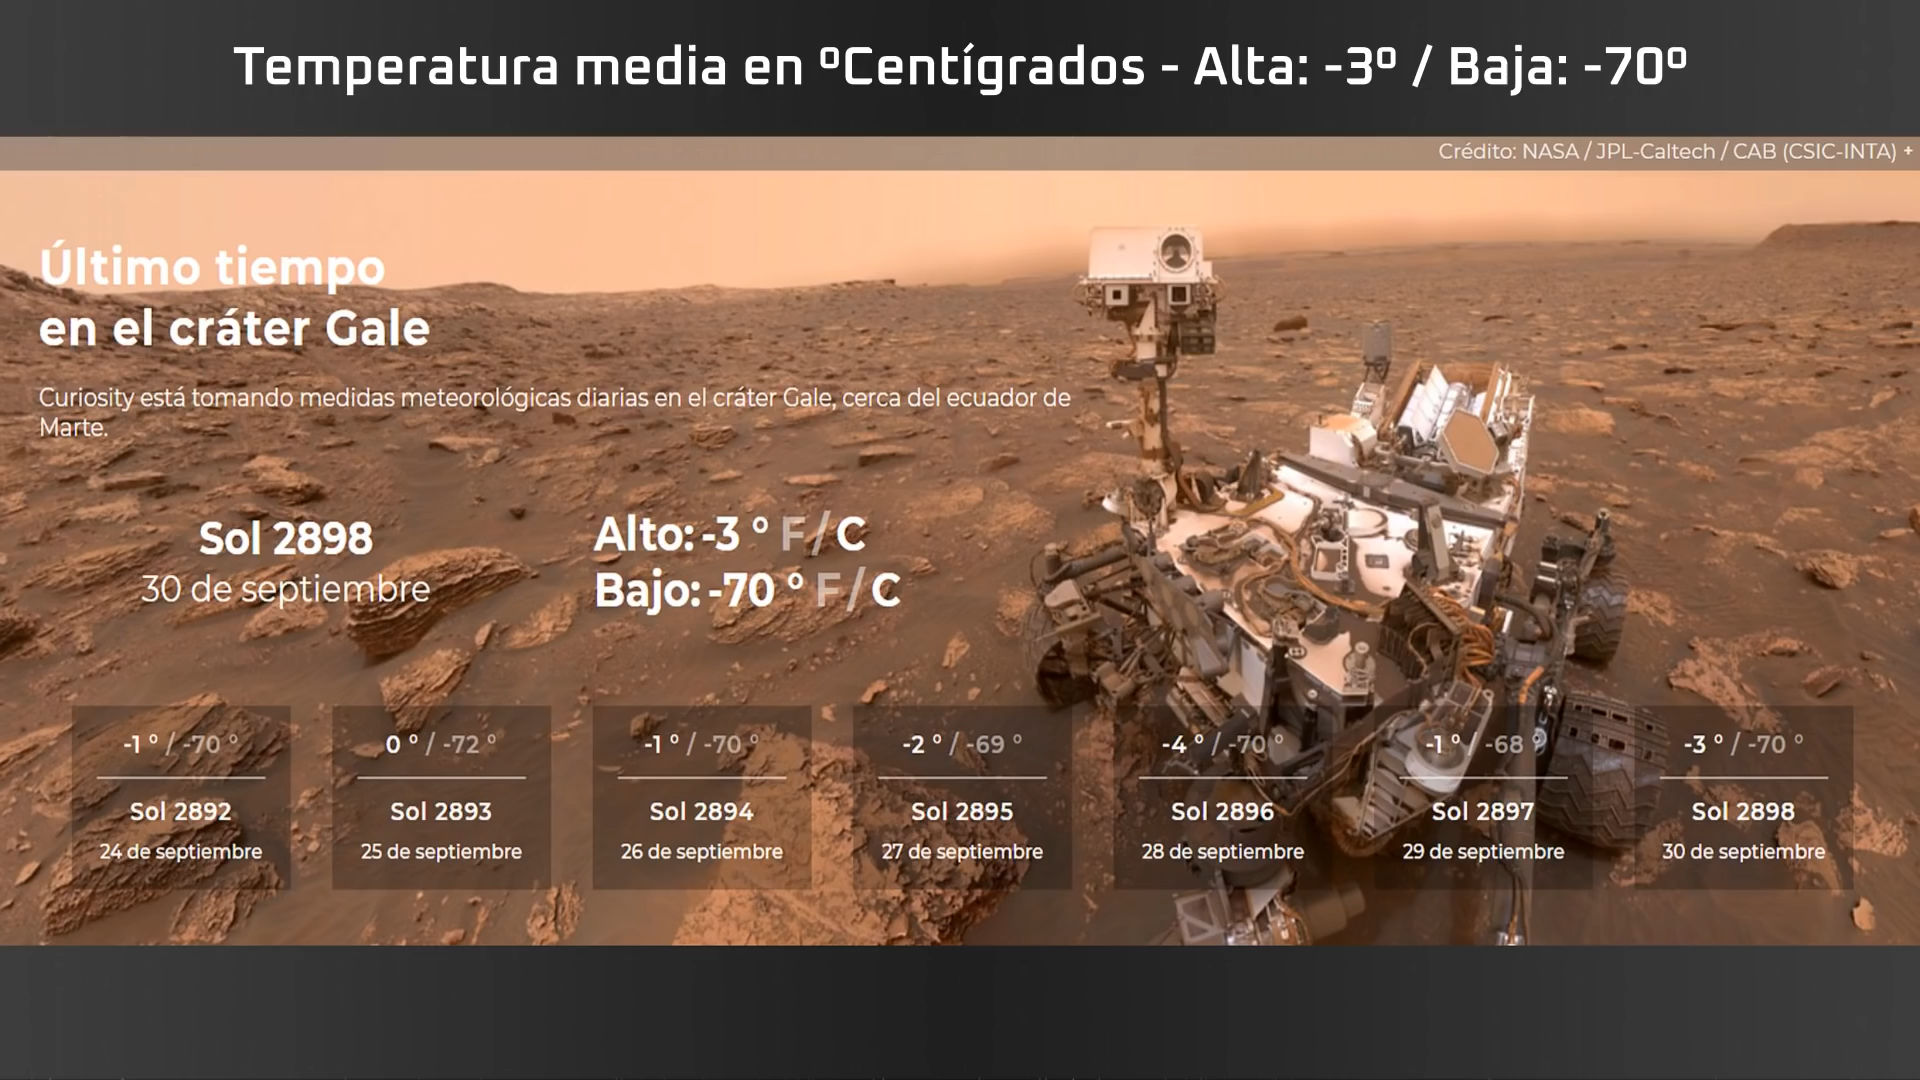 Temperatura media en ºCentígrados - Alta: -3º / Baja: -70º
Crédito: NASA / JPL-Caltech / CAB (CSIC-INTA) +
Último tiempo
en el cráter Gale
Curiosity está tomando medidas meteorológicas diarias en el cráter Gale, cerca del ecuador de
Marte.
Sol 2898
30 de septiembre
Alto: -3 ° F / C
Bajo: -70 ° F / C
-1 ° / -70 °
Sol 2892
24 de septiembre
0 ° / -72 °
Sol 2893
25 de septiembre
-1 ° / -70 °
Sol 2894
26 de septiembre
-2 ° / -69 °
Sol 2895
27 de septiembre
-4 ° / -70 °
Sol 2896
28 de septiembre
-1 ° / -68 °
Sol 2897
29 de septiembre
-3 ° / -70 °
Sol 2898
30 de septiembre